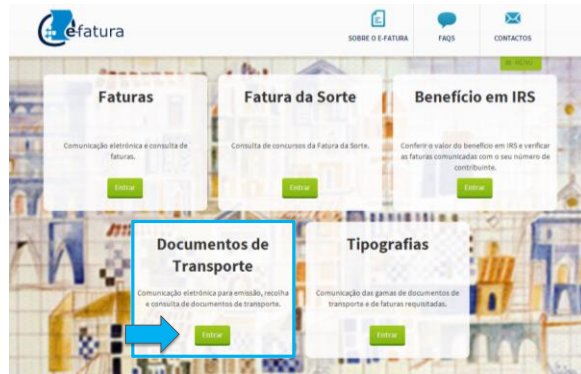 e-fatura
SOBRE O E-FATURA
FAQS
CONTACTOS
MENU
Faturas
Comunicação eletrónica e consulta de
faturas.
Entrar
Fatura da Sorte
Consulta de concursos da Fatura da Sorte.
Entrar
Benefício em IRS
Conferir o valor do benefício em IRS e verificar
as faturas comunicadas com o seu número de
contribuinte.
Entrar
Documentos de
Transporte
Comunicação eletrónica para emissão, recolha
e consulta de documentos de transporte.
Entrar
Tipografias
Comunicação das gamas de documentos de
transporte e de faturas requisitadas.
Entrar